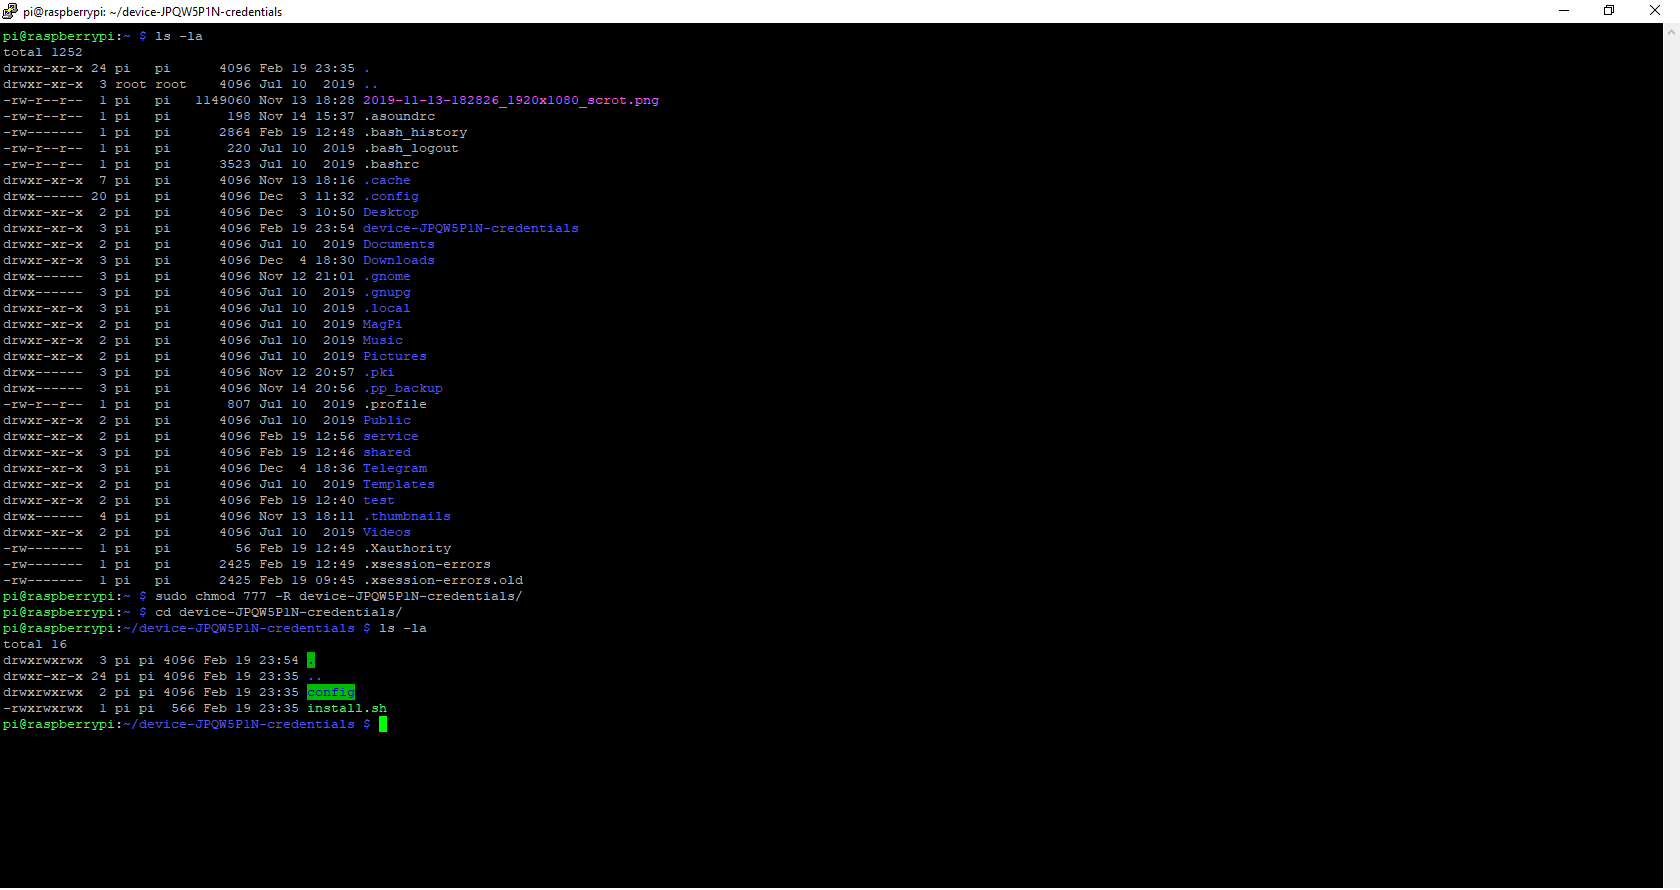 pi@raspberrypi: ~/device-JPQW5P1N-credentials
pi@raspberrypi:~ $ ls -la
total 1252
drwxr-xr-x 24 pi   pi      4096 Feb 19 23:35 .
drwxr-xr-x  3 root root    4096 Jul 10  2019 ..
-rw-r--r--  1 pi   pi   1149060 Nov 13 18:28 2019-11-13-182826_1920x1080_scrot.png
-rw-r--r--  1 pi   pi       198 Nov 14 15:37 .asoundrc
-rw-------  1 pi   pi      2864 Feb 19 12:48 .bash_history
-rw-r--r--  1 pi   pi       220 Jul 10  2019 .bash_logout
-rw-r--r--  1 pi   pi      3523 Jul 10  2019 .bashrc
drwxr-xr-x  7 pi   pi      4096 Nov 13 18:16 .cache
drwx------ 20 pi   pi      4096 Dec  3 11:32 .config
drwxr-xr-x  2 pi   pi      4096 Dec  3 10:50 Desktop
drwxr-xr-x  3 pi   pi      4096 Feb 19 23:54 device-JPQW5P1N-credentials
drwxr-xr-x  2 pi   pi      4096 Jul 10  2019 Documents
drwxr-xr-x  3 pi   pi      4096 Dec  4 18:30 Downloads
drwx------  3 pi   pi      4096 Nov 12 21:01 .gnome
drwx------  3 pi   pi      4096 Jul 10  2019 .gnupg
drwxr-xr-x  3 pi   pi      4096 Jul 10  2019 .local
drwxr-xr-x  2 pi   pi      4096 Jul 10  2019 MagPi
drwxr-xr-x  2 pi   pi      4096 Jul 10  2019 Music
drwxr-xr-x  2 pi   pi      4096 Jul 10  2019 Pictures
drwx------  3 pi   pi      4096 Nov 12 20:57 .pki
drwx------  3 pi   pi      4096 Nov 14 20:56 .pp_backup
-rw-r--r--  1 pi   pi       807 Jul 10  2019 .profile
drwxr-xr-x  2 pi   pi      4096 Jul 10  2019 Public
drwxr-xr-x  2 pi   pi      4096 Feb 19 12:56 service
drwxr-xr-x  3 pi   pi      4096 Feb 19 12:46 shared
drwxr-xr-x  3 pi   pi      4096 Dec  4 18:36 Telegram
drwxr-xr-x  2 pi   pi      4096 Jul 10  2019 Templates
drwxr-xr-x  2 pi   pi      4096 Feb 19 12:40 test
drwx------  4 pi   pi      4096 Nov 13 18:11 .thumbnails
drwxr-xr-x  2 pi   pi      4096 Jul 10  2019 Videos
-rw-------  1 pi   pi        56 Feb 19 12:49 .Xauthority
-rw-------  1 pi   pi      2425 Feb 19 12:49 .xsession-errors
-rw-------  1 pi   pi      2425 Feb 19 09:45 .xsession-errors.old
pi@raspberrypi:~ $ sudo chmod 777 -R device-JPQW5P1N-credentials/
pi@raspberrypi:~ $ cd device-JPQW5P1N-credentials/
pi@raspberrypi:~/device-JPQW5P1N-credentials $ ls -la
total 16
drwxrwxrwx  3 pi pi 4096 Feb 19 23:54 .
drwxr-xr-x 24 pi pi 4096 Feb 19 23:35 ..
drwxrwxrwx  2 pi pi 4096 Feb 19 23:35 config
-rwxrwxrwx  1 pi pi  566 Feb 19 23:35 install.sh
pi@raspberrypi:~/device-JPQW5P1N-credentials $